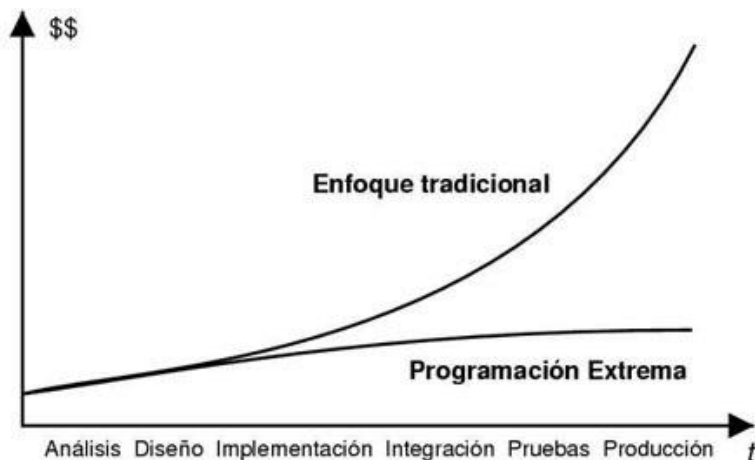 $$
Enfoque tradicional
Programación Extrema
Análisis Diseño Implementación Integración Pruebas Producción t